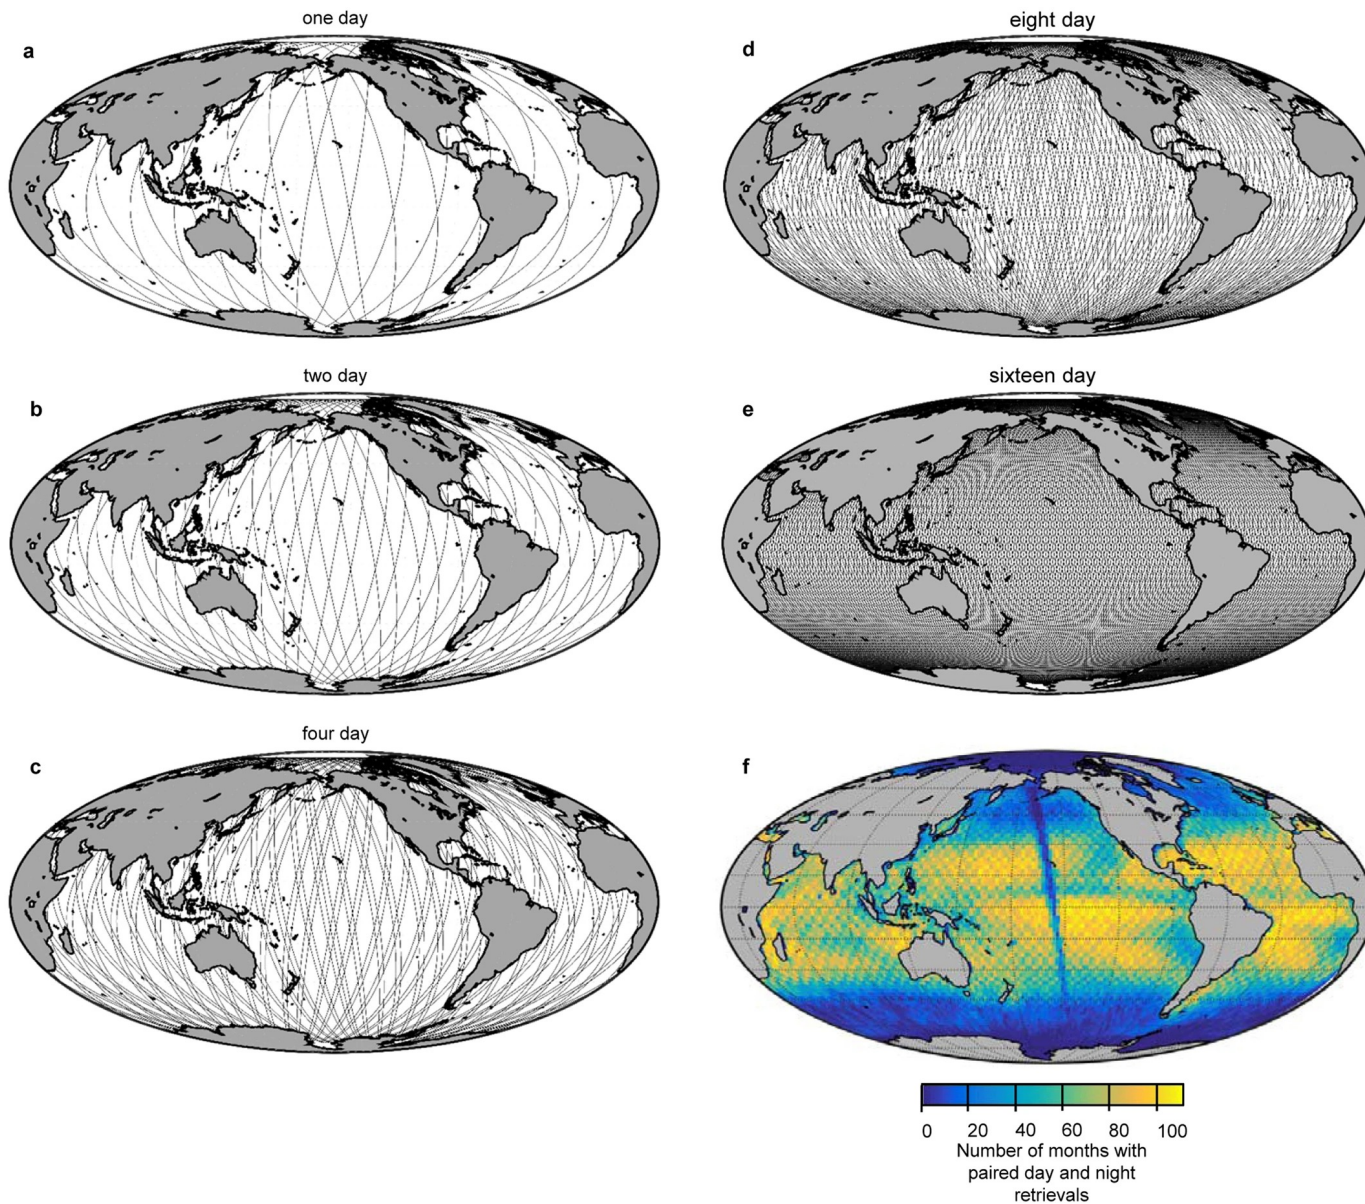 one day
a
eight day
d
two day
b
sixteen day
e
four day
c
f
0 20 40 60 80 100
Number of months with
paired day and night
retrievals